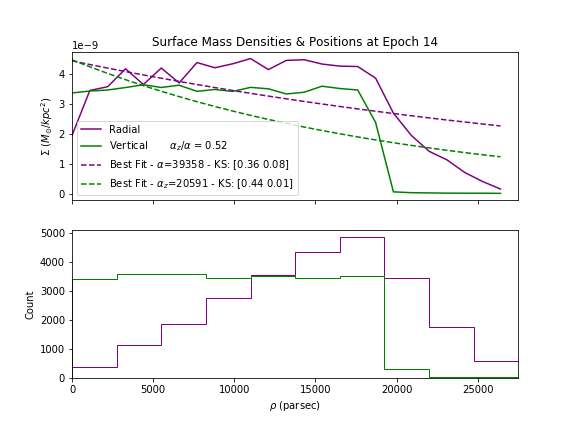 Surface Mass Densities & Positions at Epoch 14
1e−9
4
3
2
1
0
Σ (M⊙/kpc²)
Radial
Vertical αz/α = 0.52
Best Fit - α=39358 - KS: [0.36 0.08]
Best Fit - αz=20591 - KS: [0.44 0.01]
5000
4000
3000
2000
1000
0
Count
0 5000 10000 15000 20000 25000
ρ (parsec)